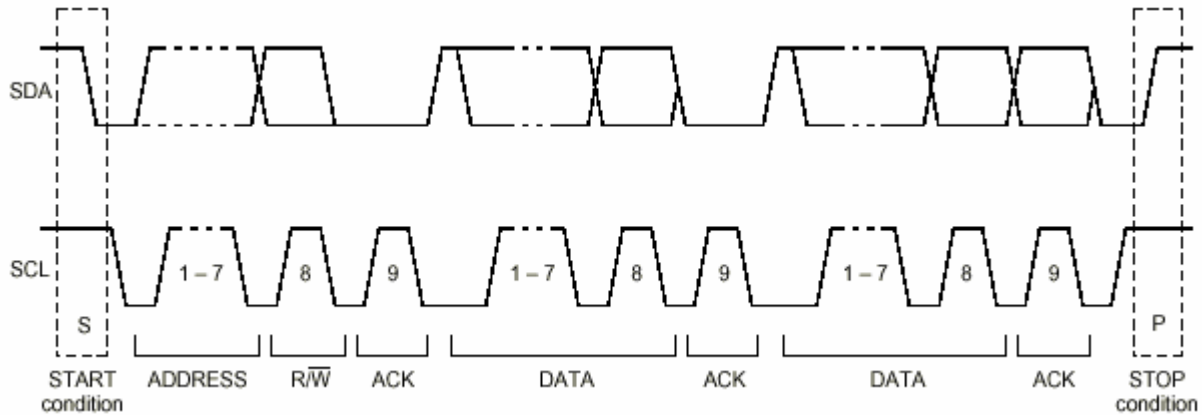 SDA
SCL
1 – 7 8 9 1 – 7 8 9 1 – 7 8 9
S P
START ADDRESS R/W̅ ACK DATA ACK DATA ACK STOP
condition condition